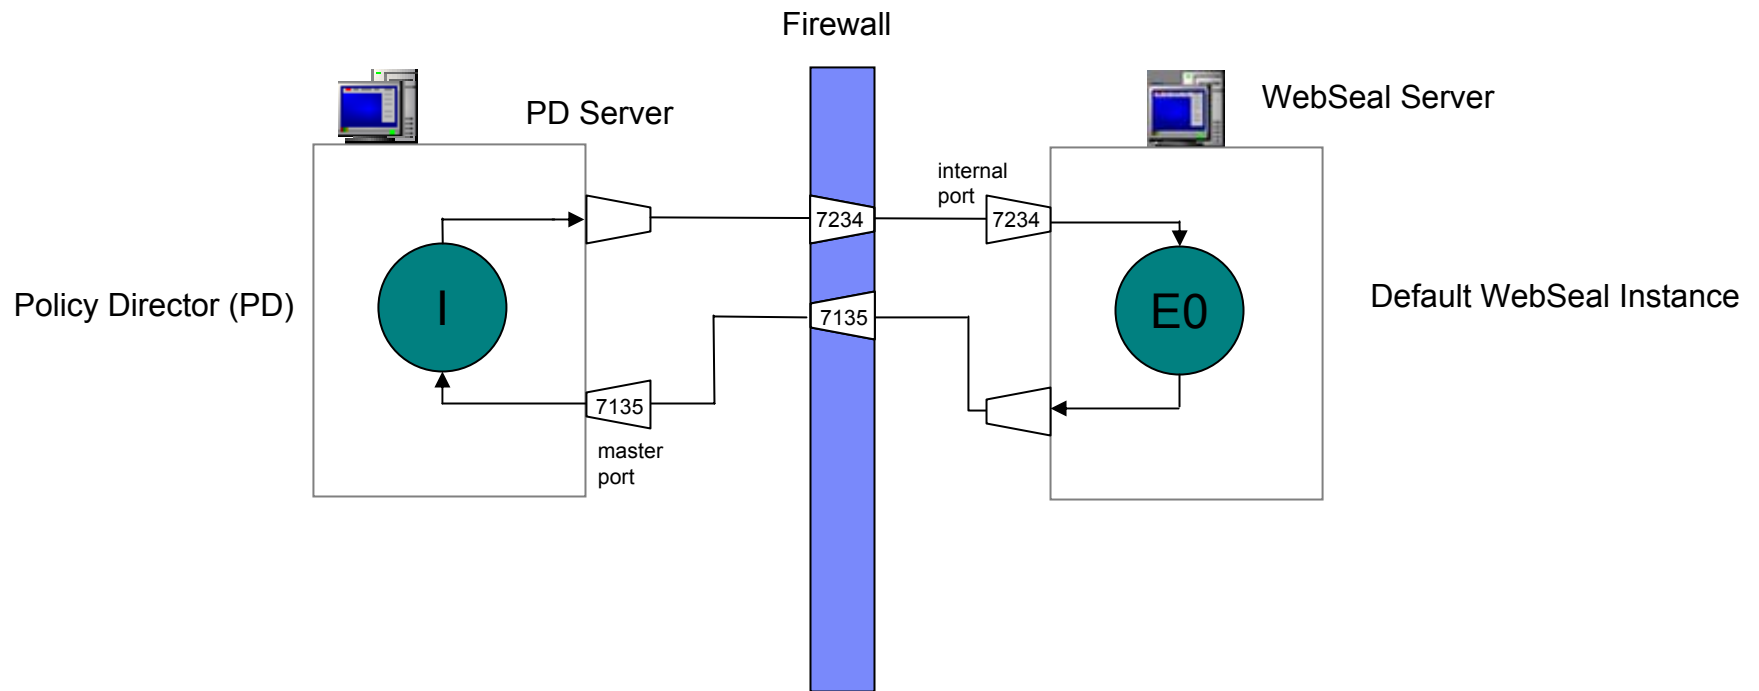 Firewall
PD Server
WebSeal Server
internal
port
7234
7234
Policy Director (PD)
I
7135
E0
Default WebSeal Instance
7135
master
port